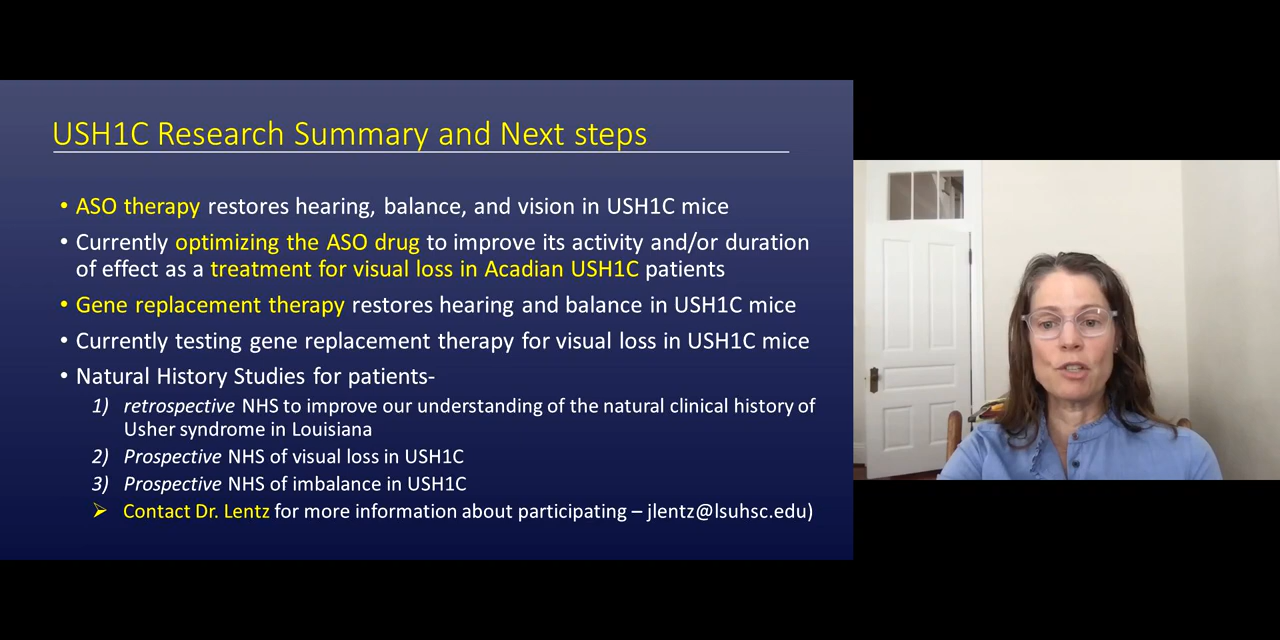 USH1C Research Summary and Next steps
• ASO therapy restores hearing, balance, and vision in USH1C mice
• Currently optimizing the ASO drug to improve its activity and/or duration
of effect as a treatment for visual loss in Acadian USH1C patients
• Gene replacement therapy restores hearing and balance in USH1C mice
• Currently testing gene replacement therapy for visual loss in USH1C mice
• Natural History Studies for patients-
1) retrospective NHS to improve our understanding of the natural clinical history of
Usher syndrome in Louisiana
2) Prospective NHS of visual loss in USH1C
3) Prospective NHS of imbalance in USH1C
➢ Contact Dr. Lentz for more information about participating – jlentz@lsuhsc.edu)